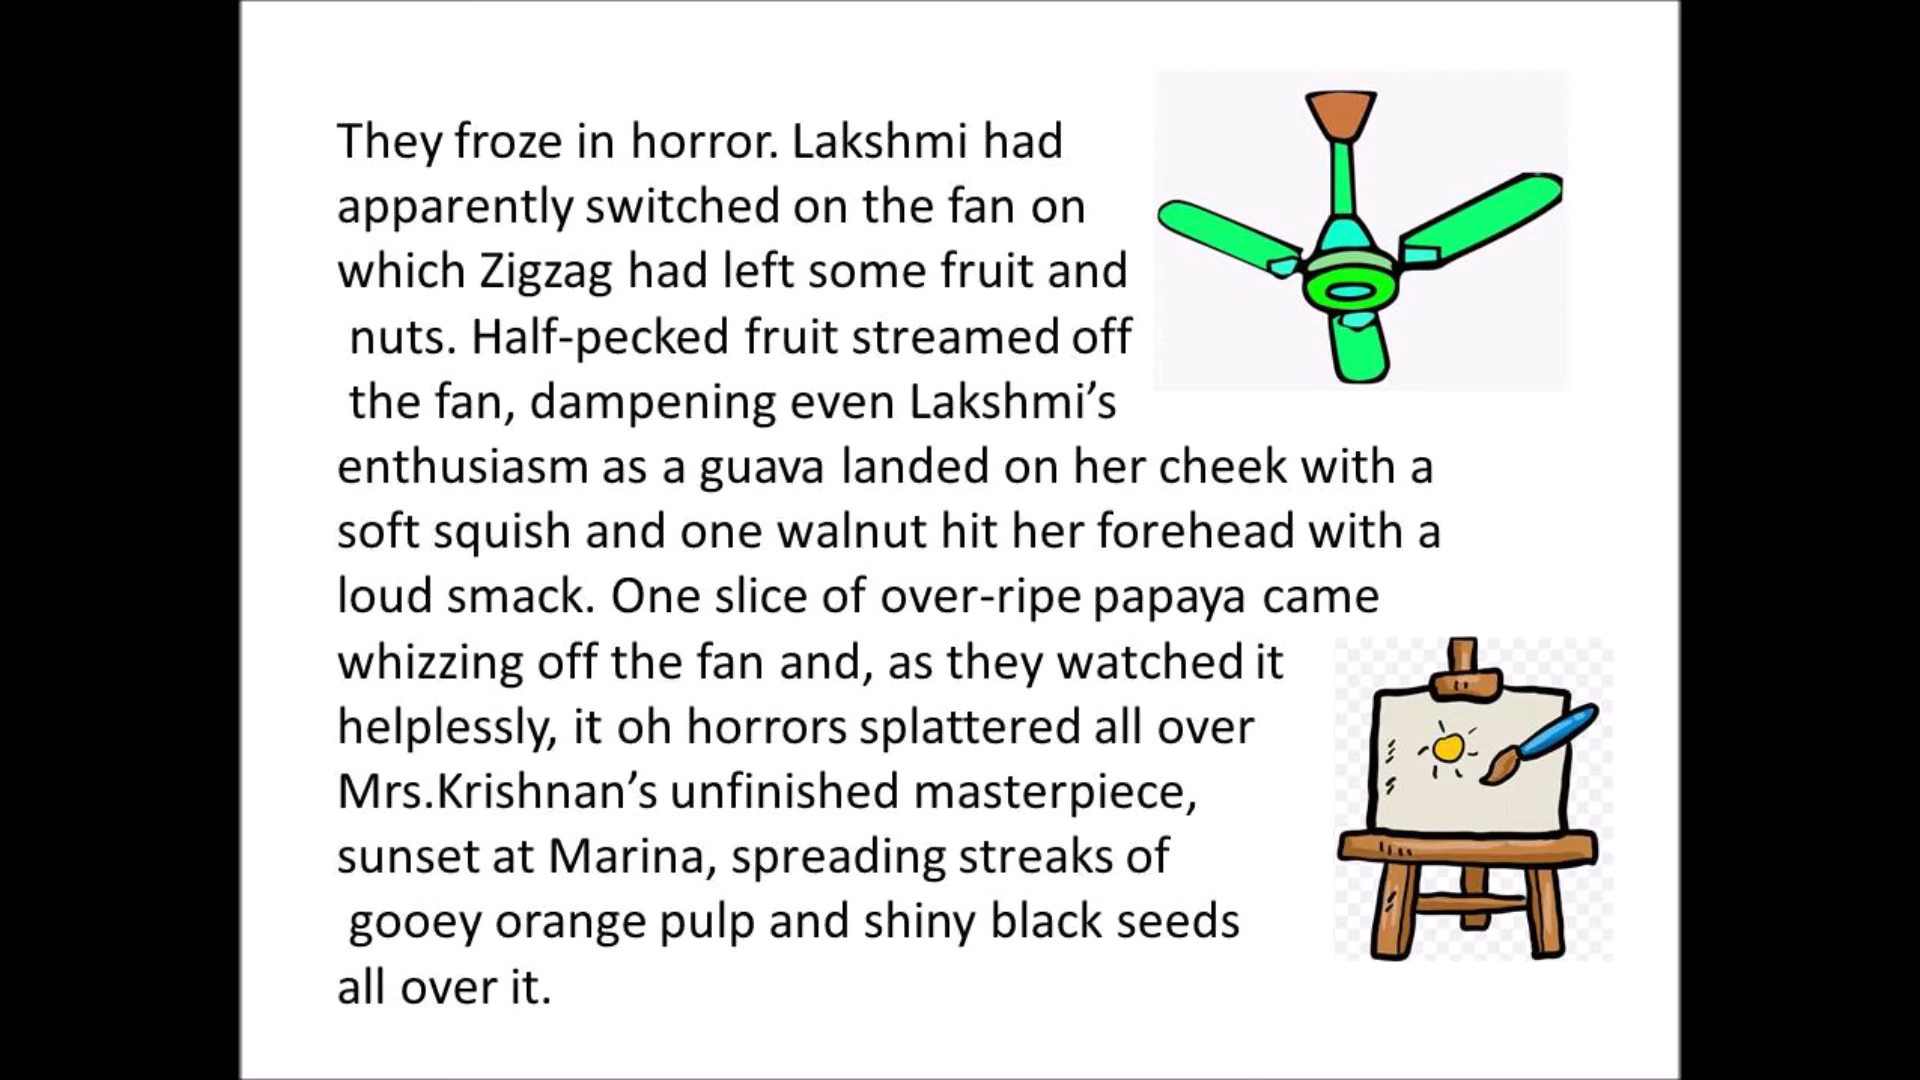 They froze in horror. Lakshmi had
apparently switched on the fan on
which Zigzag had left some fruit and
nuts. Half-pecked fruit streamed off
the fan, dampening even Lakshmi’s
enthusiasm as a guava landed on her cheek with a
soft squish and one walnut hit her forehead with a
loud smack. One slice of over-ripe papaya came
whizzing off the fan and, as they watched it
helplessly, it oh horrors splattered all over
Mrs.Krishnan’s unfinished masterpiece,
sunset at Marina, spreading streaks of
gooey orange pulp and shiny black seeds
all over it.